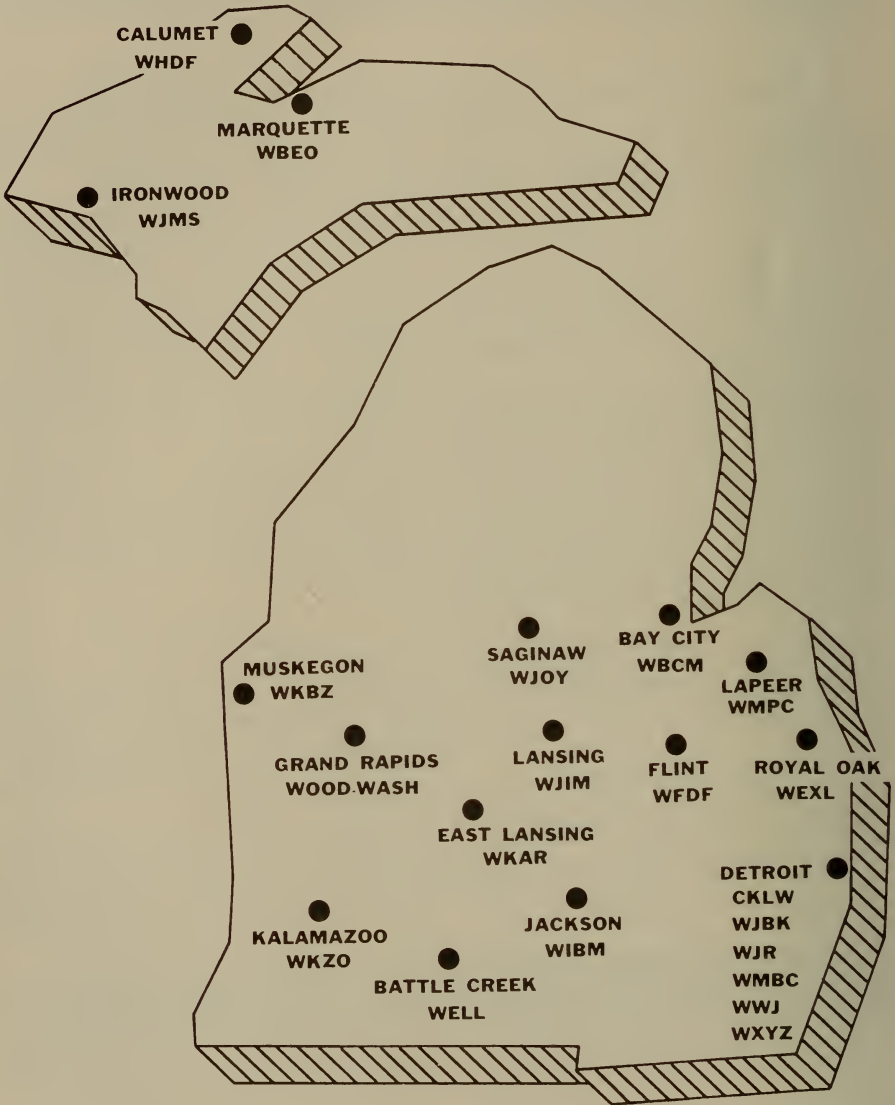 CALUMET
WHDF
MARQUETTE
WBEO
IRONWOOD
WJMS
SAGINAW
WJOY
BAY CITY
WBCM
MUSKEGON
WKBZ
LAPEER
WMPC
GRAND RAPIDS
WOOD-WASH
LANSING
WJIM
FLINT
WFDF
ROYAL OAK
WEXL
EAST LANSING
WKAR
DETROIT
CKLW
WJBK
WJR
WMBC
WWJ
WXYZ
KALAMAZOO
WKZO
JACKSON
WIBM
BATTLE CREEK
WELL